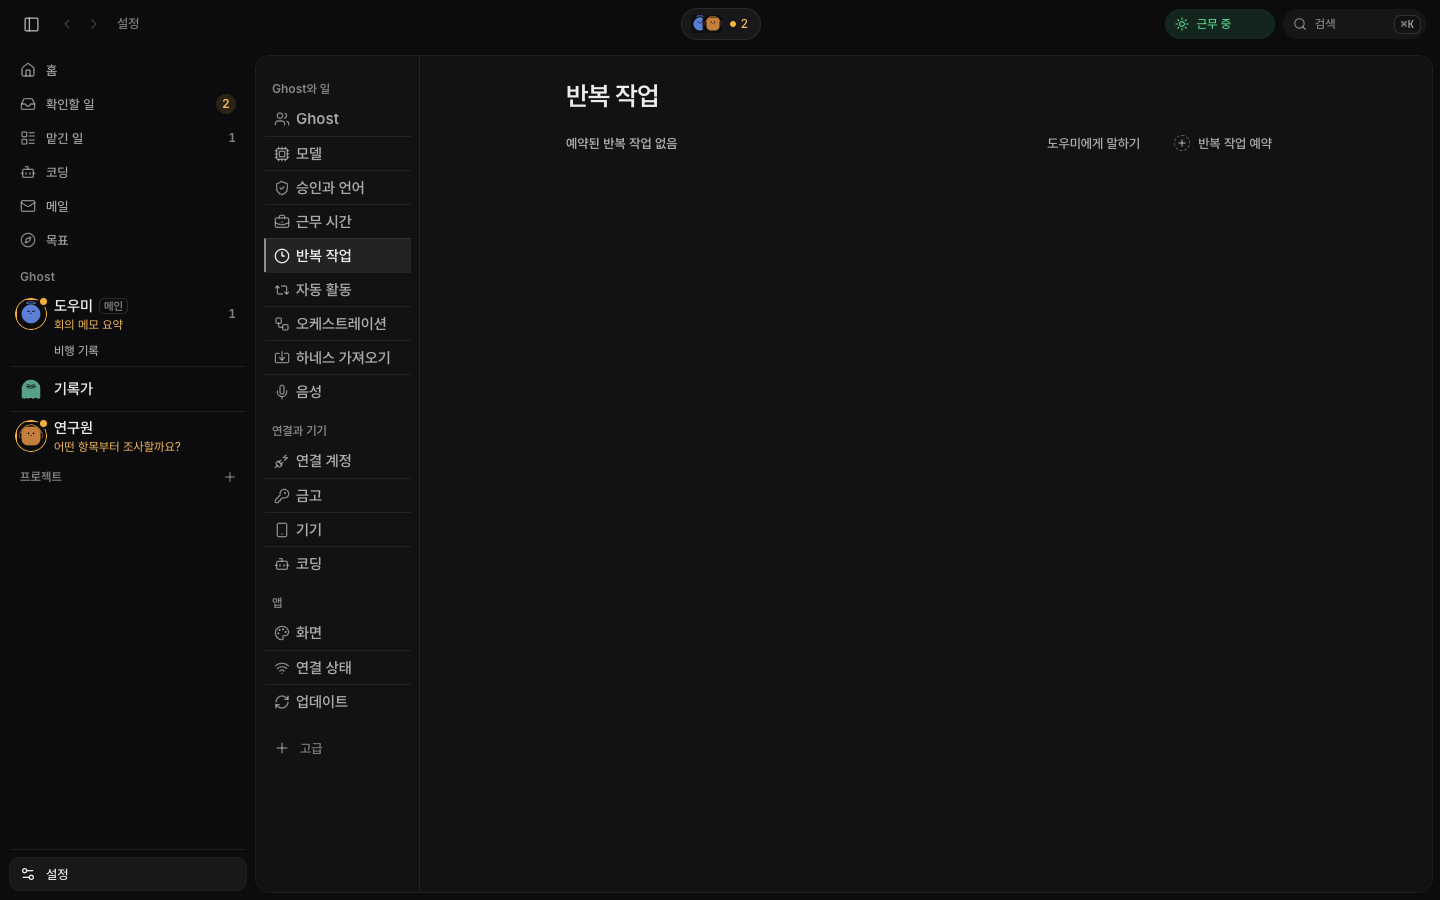 설정
2
근무 중
검색
⌘K
홈
확인할 일
2
맡긴 일
1
코딩
메일
목표
Ghost
도우미
메인
회의 메모 요약
1
비행 기록
기록가
연구원
어떤 항목부터 조사할까요?
프로젝트
설정
Ghost와 일
Ghost
모델
승인과 언어
근무 시간
반복 작업
자동 활동
오케스트레이션
하네스 가져오기
음성
연결과 기기
연결 계정
금고
기기
코딩
앱
화면
연결 상태
업데이트
고급
반복 작업
예약된 반복 작업 없음
도우미에게 말하기
반복 작업 예약